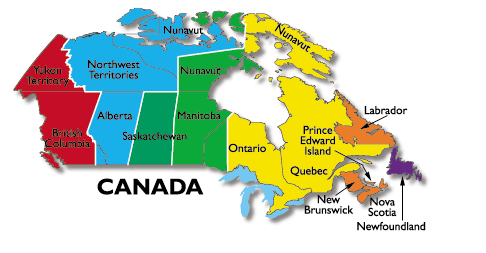 Nunavut
Nunavut
Yukon
Territory
Northwest
Territories
Nunavut
Alberta
Manitoba
Labrador
British
Columbia
Saskatchewan
Prince
Edward
Island
Ontario
Quebec
CANADA
New
Brunswick
Nova
Scotia
Newfoundland